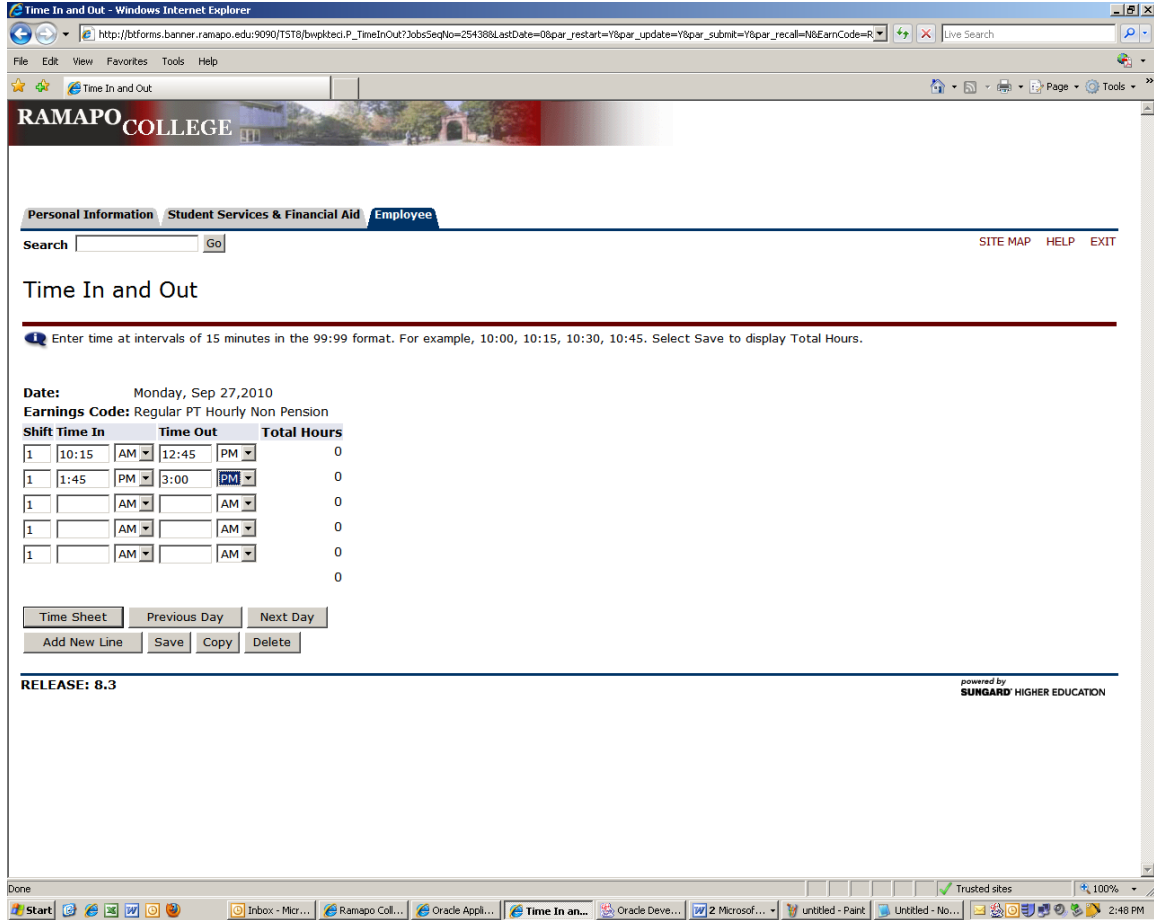 Time In and Out - Windows Internet Explorer
http://btforms.banner.ramapo.edu:9090/TST8/bwpkteci.P_TimeInOut?JobsSeqNo=25438&LastDate=0&par_restart=Y&par_update=Y&par_submit=Y&par_recall=N&EarnCode=R Live Search
File Edit View Favorites Tools Help
Time In and Out Page Tools »
RAMAPO COLLEGE
Personal Information Student Services & Financial Aid Employee
Search Go SITE MAP HELP EXIT
Time In and Out
Enter time at intervals of 15 minutes in the 99:99 format. For example, 10:00, 10:15, 10:30, 10:45. Select Save to display Total Hours.
Date: Monday, Sep 27,2010
Earnings Code: Regular PT Hourly Non Pension
Shift Time In Time Out Total Hours
1 10:15 AM 12:45 PM 0
1 1:45 PM 3:00 PM 0
1 AM AM 0
1 AM AM 0
1 AM AM 0
0
Time Sheet Previous Day Next Day
Add New Line Save Copy Delete
RELEASE: 8.3 powered by
SUNGARD' HIGHER EDUCATION
Done Trusted sites 100%
Start Inbox - Micr... Ramapo Coll... Oracle Appli... Time In an... Oracle Deve... 2 Microsof... untitled - Paint Untitled - No... 2:48 PM